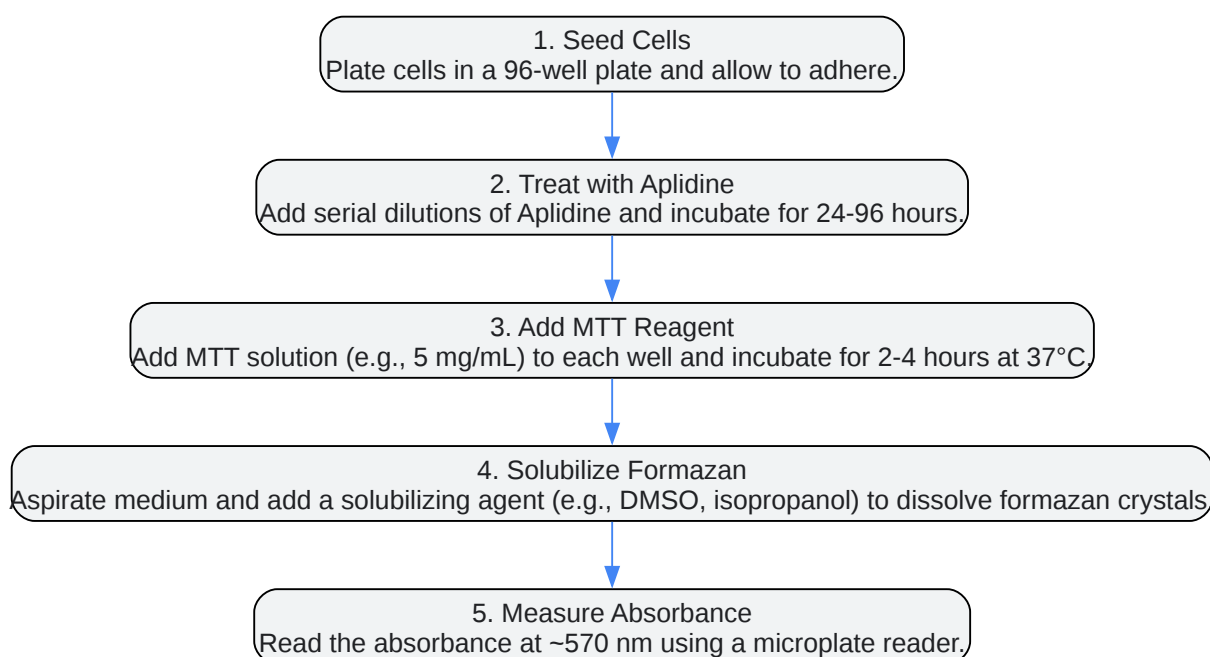 1. Seed Cells
Plate cells in a 96-well plate and allow to adhere.
2. Treat with Aplidine
Add serial dilutions of Aplidine and incubate for 24-96 hours.
3. Add MTT Reagent
Add MTT solution (e.g., 5 mg/mL) to each well and incubate for 2-4 hours at 37°C.
4. Solubilize Formazan
Aspirate medium and add a solubilizing agent (e.g., DMSO, isopropanol) to dissolve formazan crystals.
5. Measure Absorbance
Read the absorbance at ~570 nm using a microplate reader.